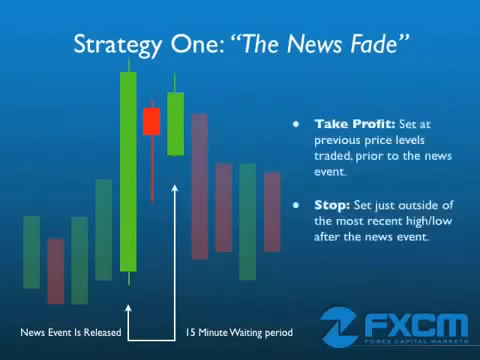 Strategy One: “The News Fade”
• Take Profit: Set at
previous price levels
traded, prior to the news
event.
• Stop: Set just outside of
the most recent high/low
after the news event.
News Event Is Released
15 Minute Waiting period
FXCM
FOREX CAPITAL MARKETS